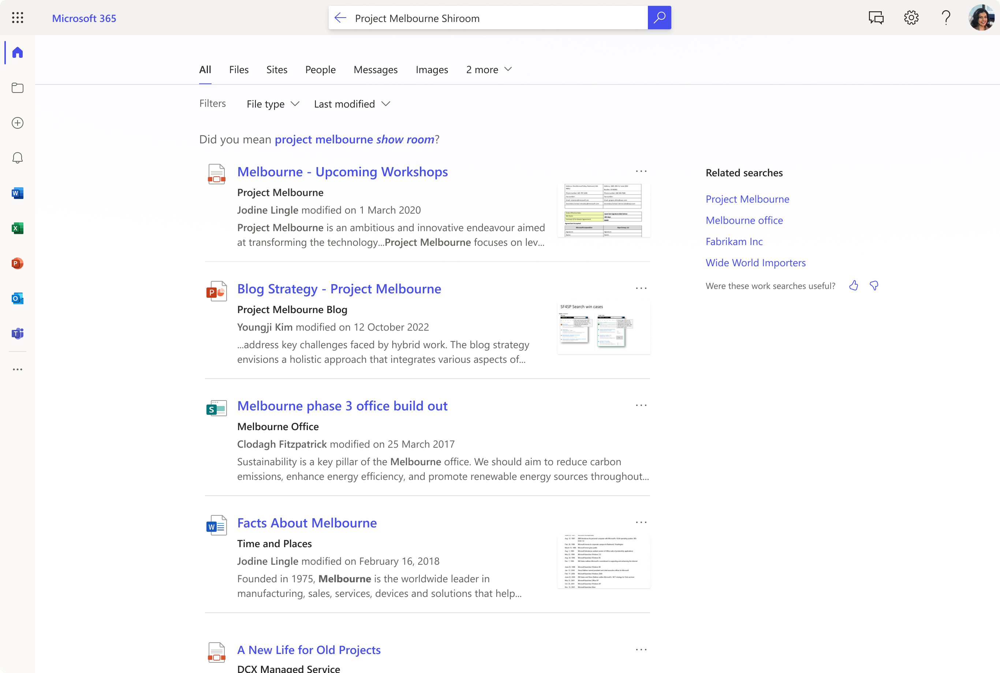 Microsoft 365
Project Melbourne Shiroom
All Files Sites People Messages Images 2 more
Filters File type Last modified
Did you mean project melbourne show room?
Melbourne - Upcoming Workshops
Project Melbourne
Jodine Lingle modified on 1 March 2020
Project Melbourne is an ambitious and innovative endeavour aimed
at transforming the technology...Project Melbourne focuses on lev...
Blog Strategy - Project Melbourne
Project Melbourne Blog
Youngji Kim modified on 12 October 2022
...address key challenges faced by hybrid work. The blog strategy
envisions a holistic approach that integrates various aspects of...
SF4SP Search win cases
Melbourne phase 3 office build out
Melbourne Office
Clodagh Fitzpatrick modified on 25 March 2017
Sustainability is a key pillar of the Melbourne office. We should aim to reduce carbon
emissions, enhance energy efficiency, and promote renewable energy sources throughout...
Facts About Melbourne
Time and Places
Jodine Lingle modified on February 16, 2018
Founded in 1975, Melbourne is the worldwide leader in
manufacturing, sales, services, devices and solutions that help...
A New Life for Old Projects
DCX Managed Service
Related searches
Project Melbourne
Melbourne office
Fabrikam Inc
Wide World Importers
Were these work searches useful?